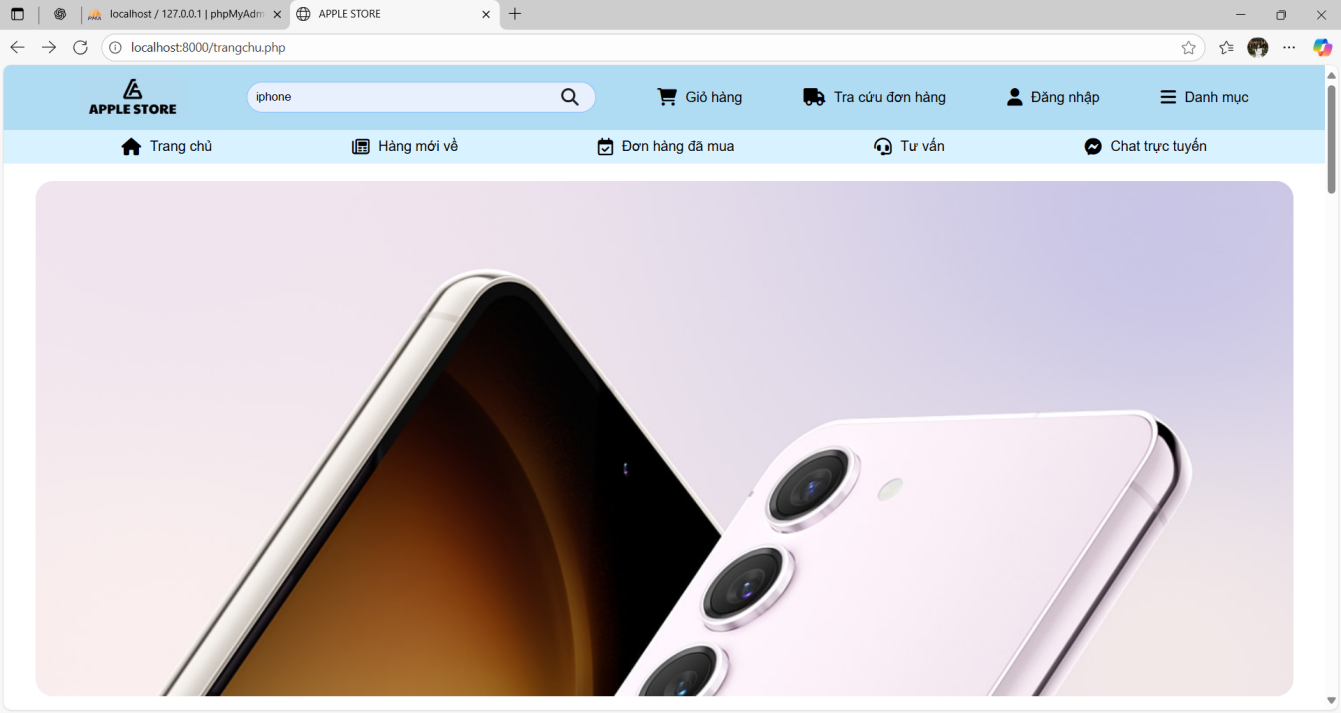 localhost / 127.0.0.1 | phpMyAdm
APPLE STORE
localhost:8000/trangchu.php
APPLE STORE
iphone
Giỏ hàng
Tra cứu đơn hàng
Đăng nhập
Danh mục
Trang chủ
Hàng mới về
Đơn hàng đã mua
Tư vấn
Chat trực tuyến